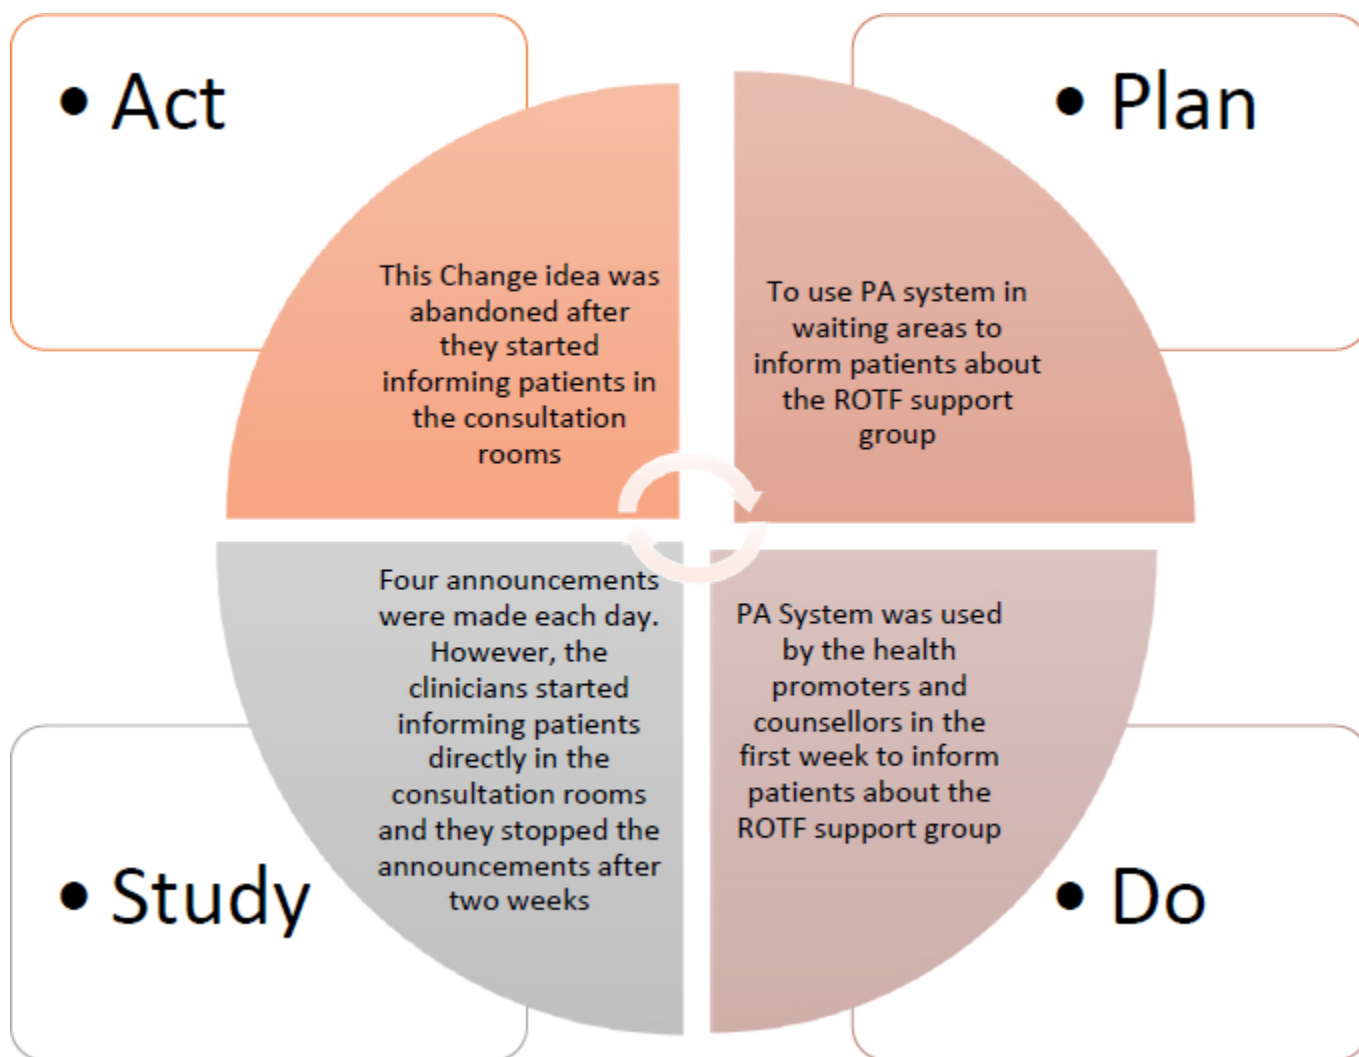 • Act
This Change idea was
abandoned after
they started
informing patients in
the consultation
rooms
• Plan
To use PA system in
waiting areas to
inform patients about
the ROTF support
group
• Study
Four announcements
were made each day.
However, the
clinicians started
informing patients
directly in the
consultation rooms
and they stopped the
announcements after
two weeks
• Do
PA System was used
by the health
promoters and
counsellors in the
first week to inform
patients about the
ROTF support group